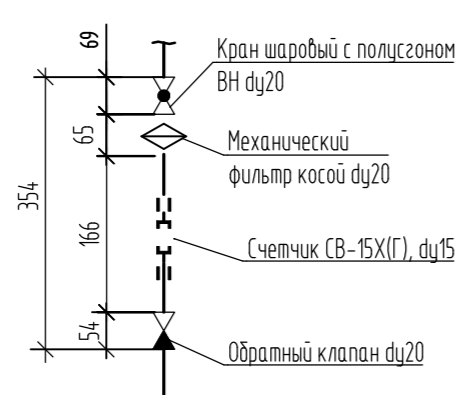 69
Кран шаровый с полусгоном
ВН dy20
65
Механический
фильтр косой dy20
354
166
Счетчик СВ-15Х(Г), dy15
54
Обратный клапан dy20